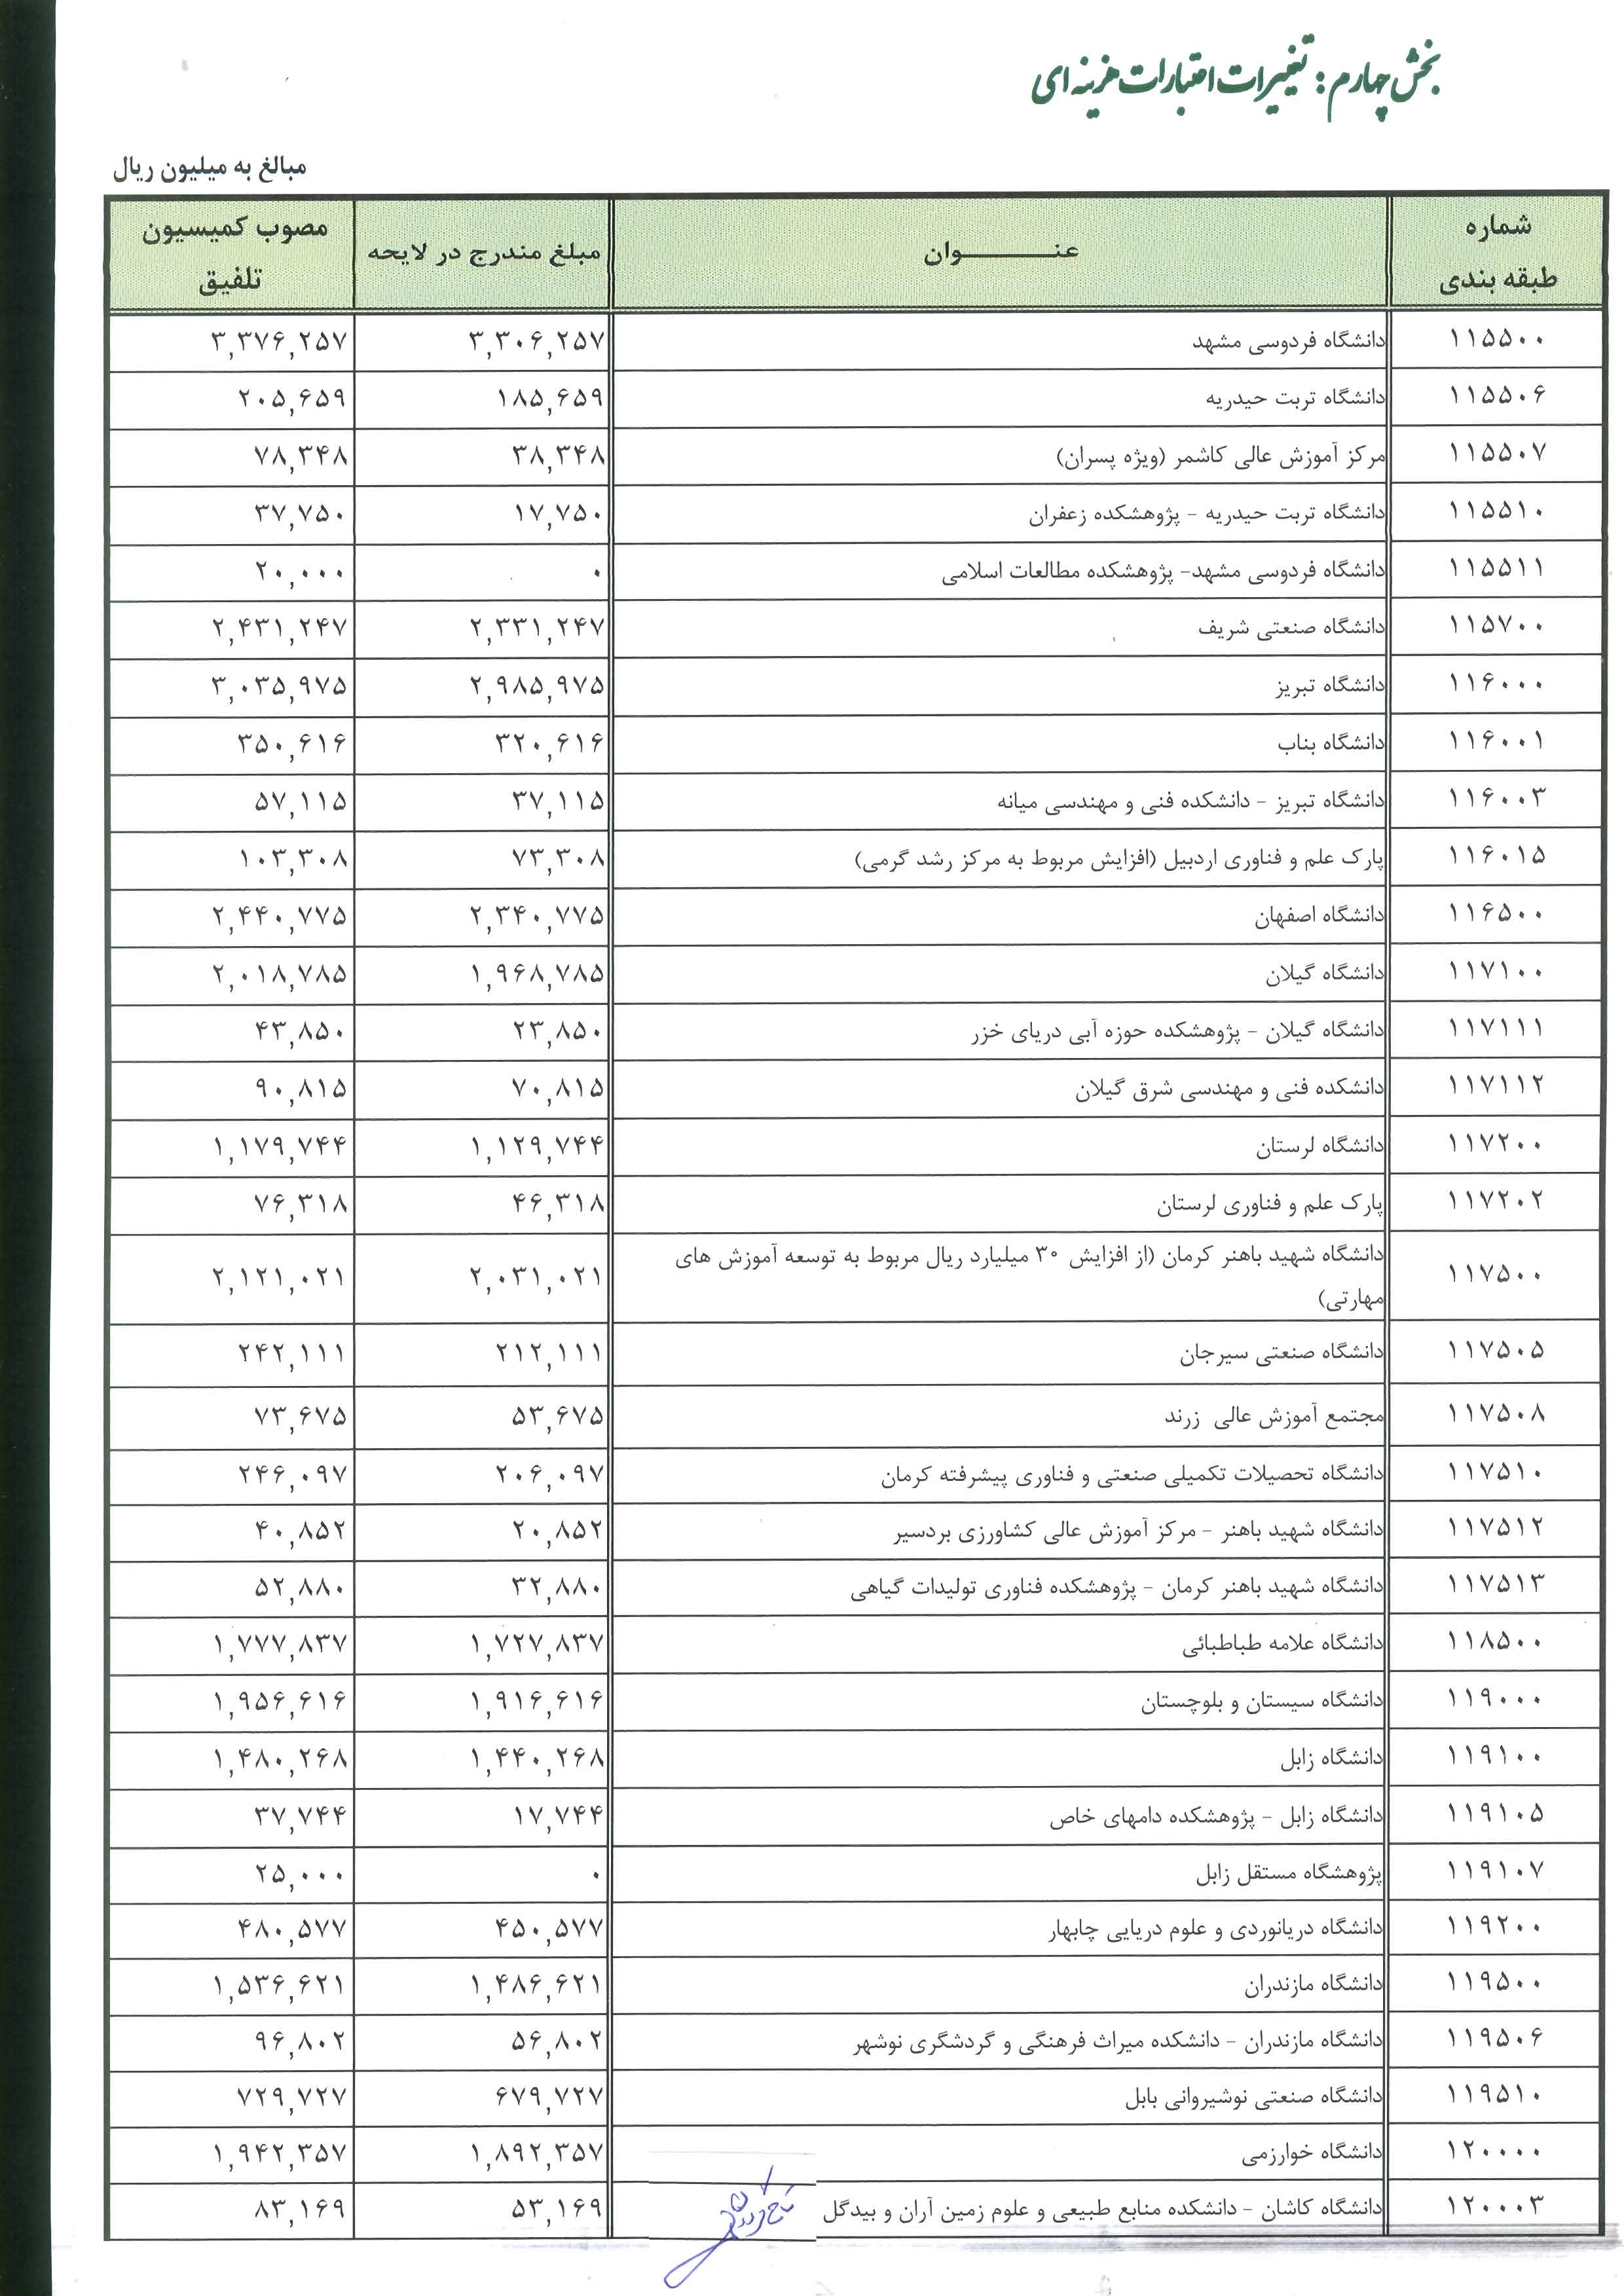 بخش چهارم: تغییرات اعتبارات هزینه ای
مبالغ به میلیون ریال
شماره طبقه بندی	عنـــــــــوان	مبلغ مندرج در لایحه	مصوب کمیسیون تلفیق
۱۱۵۵۰۰	دانشگاه فردوسی مشهد	۳,۳۰۶,۲۵۷	۳,۳۷۶,۲۵۷
۱۱۵۵۰۶	دانشگاه تربت حیدریه	۱۸۵,۶۵۹	۲۰۵,۶۵۹
۱۱۵۵۰۷	مرکز آموزش عالی کاشمر (ویژه پسران)	۳۸,۳۴۸	۷۸,۳۴۸
۱۱۵۵۱۰	دانشگاه تربت حیدریه - پژوهشکده زعفران	۱۷,۷۵۰	۳۷,۷۵۰
۱۱۵۵۱۱	دانشگاه فردوسی مشهد- پژوهشکده مطالعات اسلامی	۰	۲۰,۰۰۰
۱۱۵۷۰۰	دانشگاه صنعتی شریف	۲,۳۳۱,۲۴۷	۲,۴۳۱,۲۴۷
۱۱۶۰۰۰	دانشگاه تبریز	۲,۹۸۵,۹۷۵	۳,۰۳۵,۹۷۵
۱۱۶۰۰۱	دانشگاه بناب	۳۲۰,۶۱۶	۳۵۰,۶۱۶
۱۱۶۰۰۳	دانشگاه تبریز - دانشکده فنی و مهندسی میانه	۳۷,۱۱۵	۵۷,۱۱۵
۱۱۶۰۱۵	پارک علم و فناوری اردبیل (افزایش مربوط به مرکز رشد گرمی)	۷۳,۳۰۸	۱۰۳,۳۰۸
۱۱۶۵۰۰	دانشگاه اصفهان	۲,۳۴۰,۷۷۵	۲,۴۴۰,۷۷۵
۱۱۷۱۰۰	دانشگاه گیلان	۱,۹۶۸,۷۸۵	۲,۰۱۸,۷۸۵
۱۱۷۱۱۱	دانشگاه گیلان - پژوهشکده حوزه آبی دریای خزر	۲۳,۸۵۰	۴۳,۸۵۰
۱۱۷۱۱۲	دانشکده فنی و مهندسی شرق گیلان	۷۰,۸۱۵	۹۰,۸۱۵
۱۱۷۲۰۰	دانشگاه لرستان	۱,۱۲۹,۷۴۴	۱,۱۷۹,۷۴۴
۱۱۷۲۰۲	پارک علم و فناوری لرستان	۴۶,۳۱۸	۷۶,۳۱۸
۱۱۷۵۰۰	دانشگاه شهید باهنر کرمان (از افزایش ۳۰ میلیارد ریال مربوط به توسعه آموزش های مهارتی)	۲,۰۳۱,۰۲۱	۲,۱۲۱,۰۲۱
۱۱۷۵۰۵	دانشگاه صنعتی سیرجان	۲۱۲,۱۱۱	۲۴۲,۱۱۱
۱۱۷۵۰۸	مجتمع آموزش عالی زرند	۵۳,۶۷۵	۷۳,۶۷۵
۱۱۷۵۱۰	دانشگاه تحصیلات تکمیلی صنعتی و فناوری پیشرفته کرمان	۲۰۶,۰۹۷	۲۴۶,۰۹۷
۱۱۷۵۱۲	دانشگاه شهید باهنر - مرکز آموزش عالی کشاورزی بردسیر	۲۰,۸۵۲	۴۰,۸۵۲
۱۱۷۵۱۳	دانشگاه شهید باهنر کرمان - پژوهشکده فناوری تولیدات گیاهی	۳۲,۸۸۰	۵۲,۸۸۰
۱۱۸۵۰۰	دانشگاه علامه طباطبائی	۱,۷۲۷,۸۳۷	۱,۷۷۷,۸۳۷
۱۱۹۰۰۰	دانشگاه سیستان و بلوچستان	۱,۹۱۶,۶۱۶	۱,۹۵۶,۶۱۶
۱۱۹۱۰۰	دانشگاه زابل	۱,۴۴۰,۲۶۸	۱,۴۸۰,۲۶۸
۱۱۹۱۰۵	دانشگاه زابل - پژوهشکده دامهای خاص	۱۷,۷۴۴	۳۷,۷۴۴
۱۱۹۱۰۷	پژوهشگاه مستقل زابل	۰	۲۵,۰۰۰
۱۱۹۲۰۰	دانشگاه دریانوردی و علوم دریایی چابهار	۴۵۰,۵۷۷	۴۸۰,۵۷۷
۱۱۹۵۰۰	دانشگاه مازندران	۱,۴۸۶,۶۲۱	۱,۵۳۶,۶۲۱
۱۱۹۵۰۶	دانشگاه مازندران - دانشکده میراث فرهنگی و گردشگری نوشهر	۵۶,۸۰۲	۹۶,۸۰۲
۱۱۹۵۱۰	دانشگاه صنعتی نوشیروانی بابل	۶۷۹,۷۲۷	۷۲۹,۷۲۷
۱۲۰۰۰۰	دانشگاه خوارزمی	۱,۸۹۲,۳۵۷	۱,۹۴۲,۳۵۷
۱۲۰۰۰۳	دانشگاه کاشان - دانشکده منابع طبیعی و علوم زمین آران و بیدگل	۵۳,۱۶۹	۸۳,۱۶۹